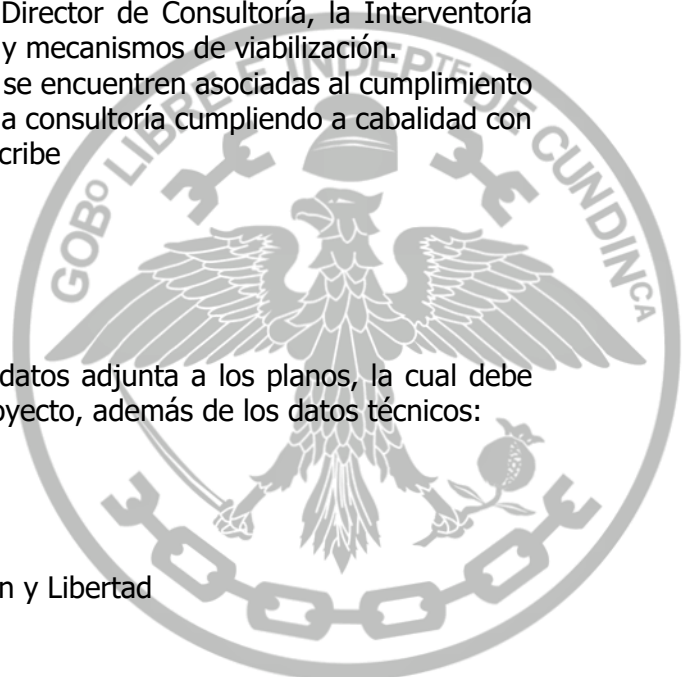 Director de Consultoría, la Interventoría
y mecanismos de viabilización.
se encuentren asociadas al cumplimiento
a consultoría cumpliendo a cabalidad con
cribe
GOBº LIBRE E INDEPTE DE CUNDINCA
datos adjunta a los planos, la cual debe
oyecto, además de los datos técnicos:
n y Libertad